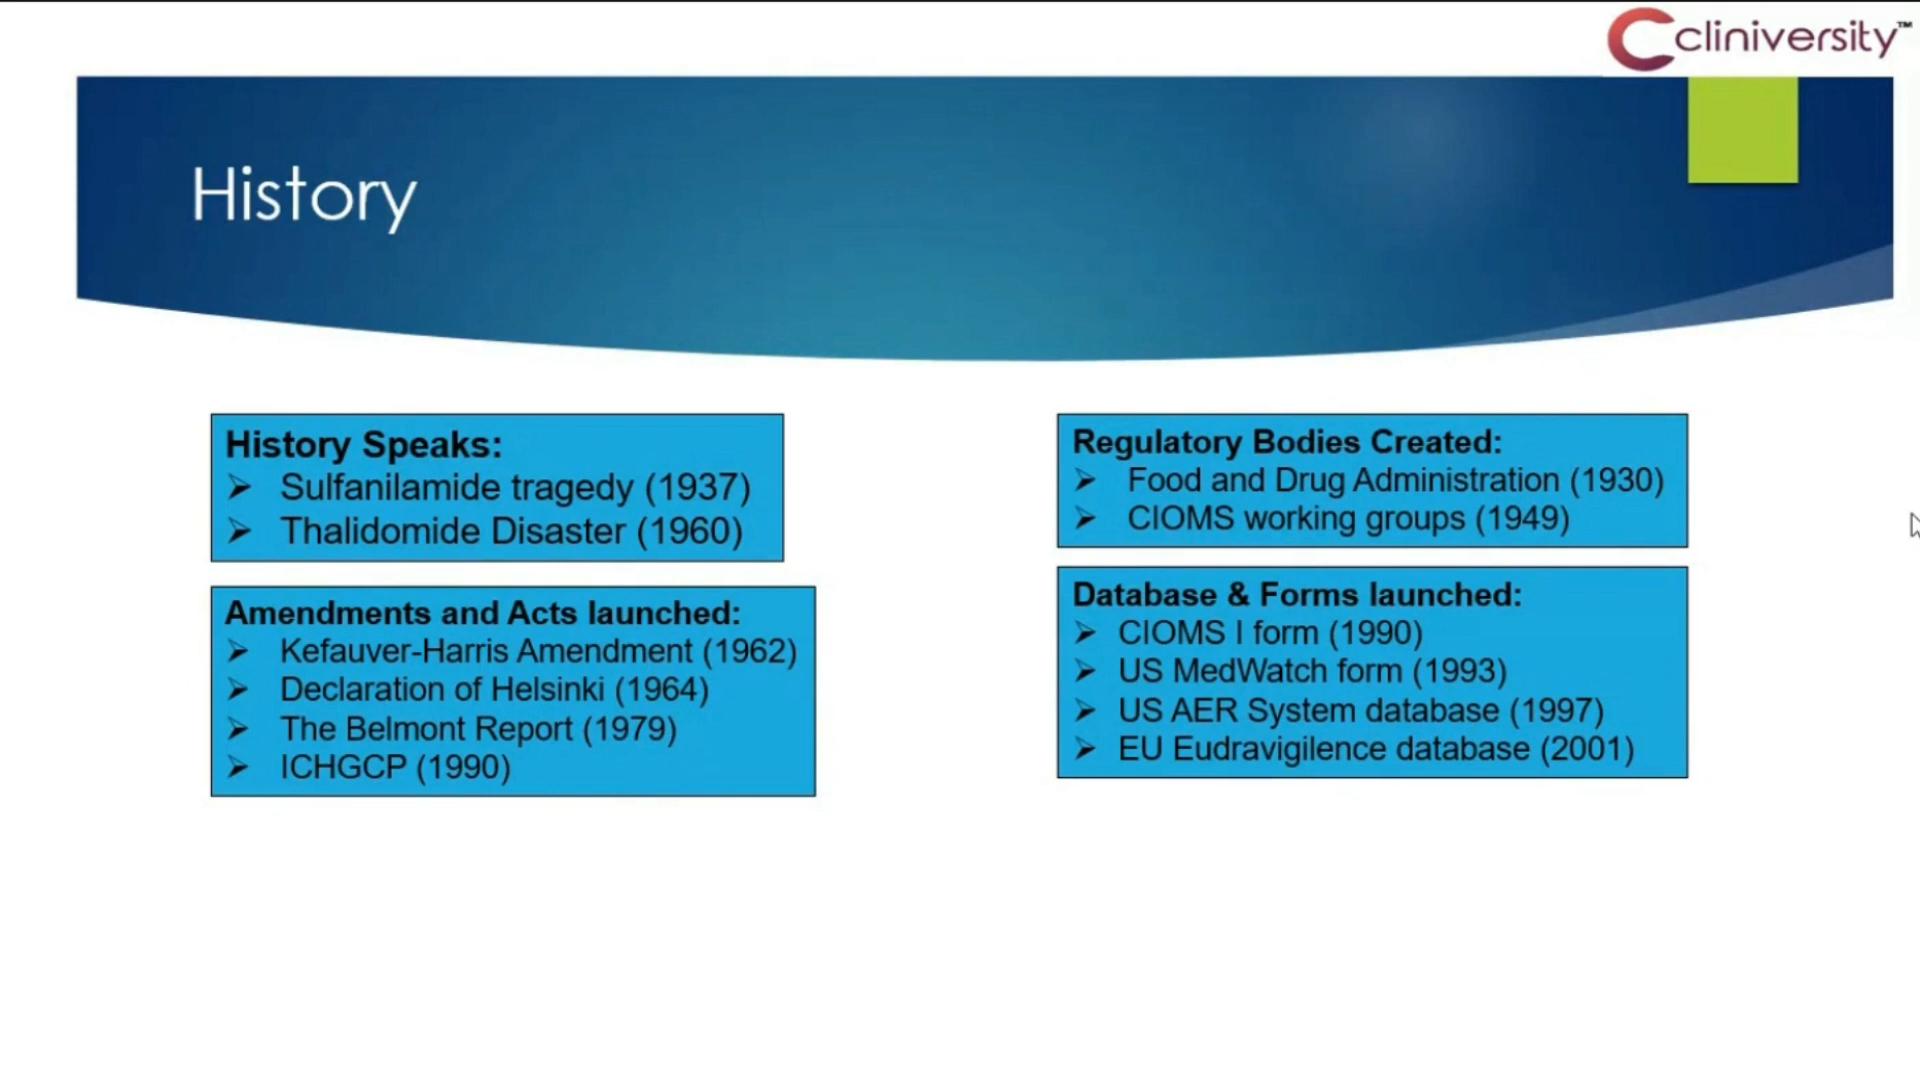 cliniversity™
History
History Speaks:
➢ Sulfanilamide tragedy (1937)
➢ Thalidomide Disaster (1960)
Amendments and Acts launched:
➢ Kefauver-Harris Amendment (1962)
➢ Declaration of Helsinki (1964)
➢ The Belmont Report (1979)
➢ ICHGCP (1990)
Regulatory Bodies Created:
➢ Food and Drug Administration (1930)
➢ CIOMS working groups (1949)
Database & Forms launched:
➢ CIOMS I form (1990)
➢ US MedWatch form (1993)
➢ US AER System database (1997)
➢ EU Eudravigilence database (2001)